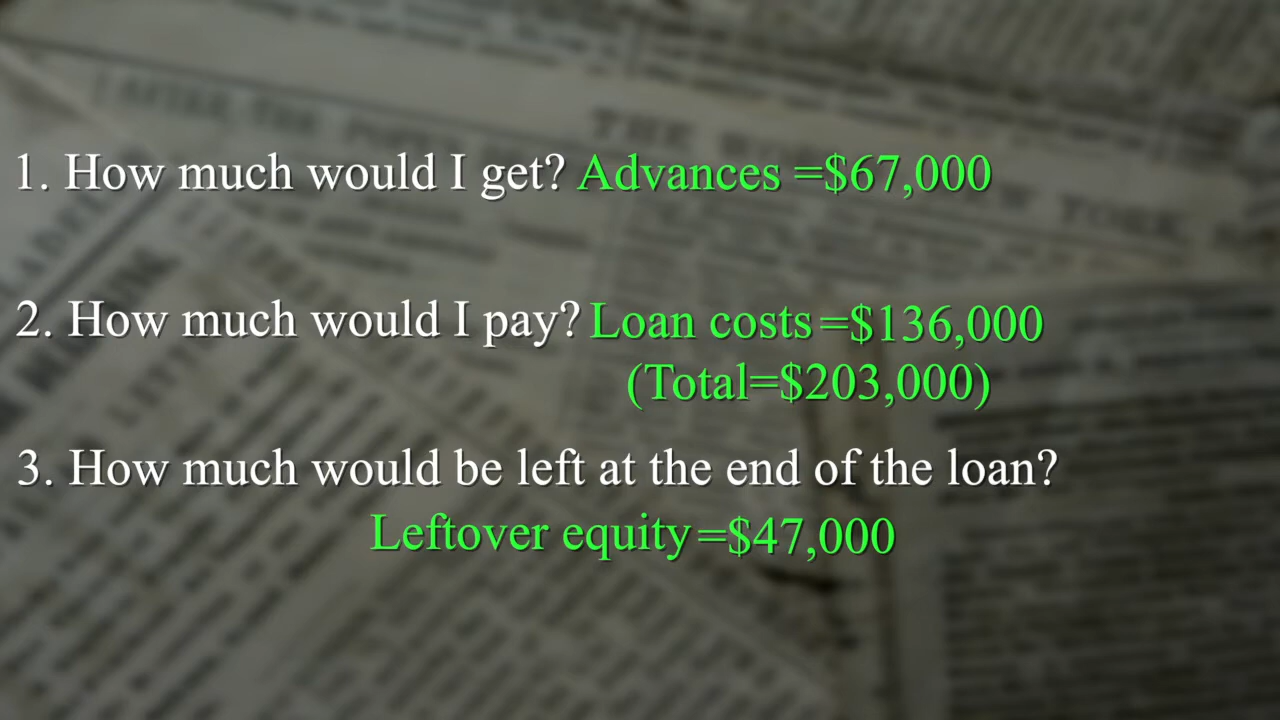 1. How much would I get? Advances =$67,000
2. How much would I pay? Loan costs =$136,000
(Total=$203,000)
3. How much would be left at the end of the loan?
Leftover equity =$47,000